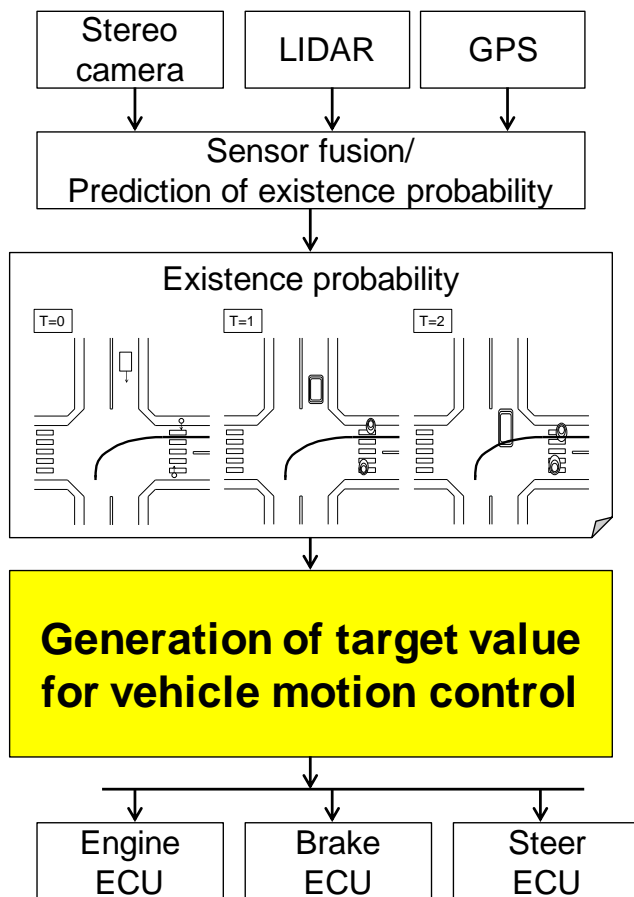 Stereo
camera
LIDAR
GPS
Sensor fusion/
Prediction of existence probability
Existence probability
T=0
T=1
T=2
Generation of target value
for vehicle motion control
Engine
ECU
Brake
ECU
Steer
ECU